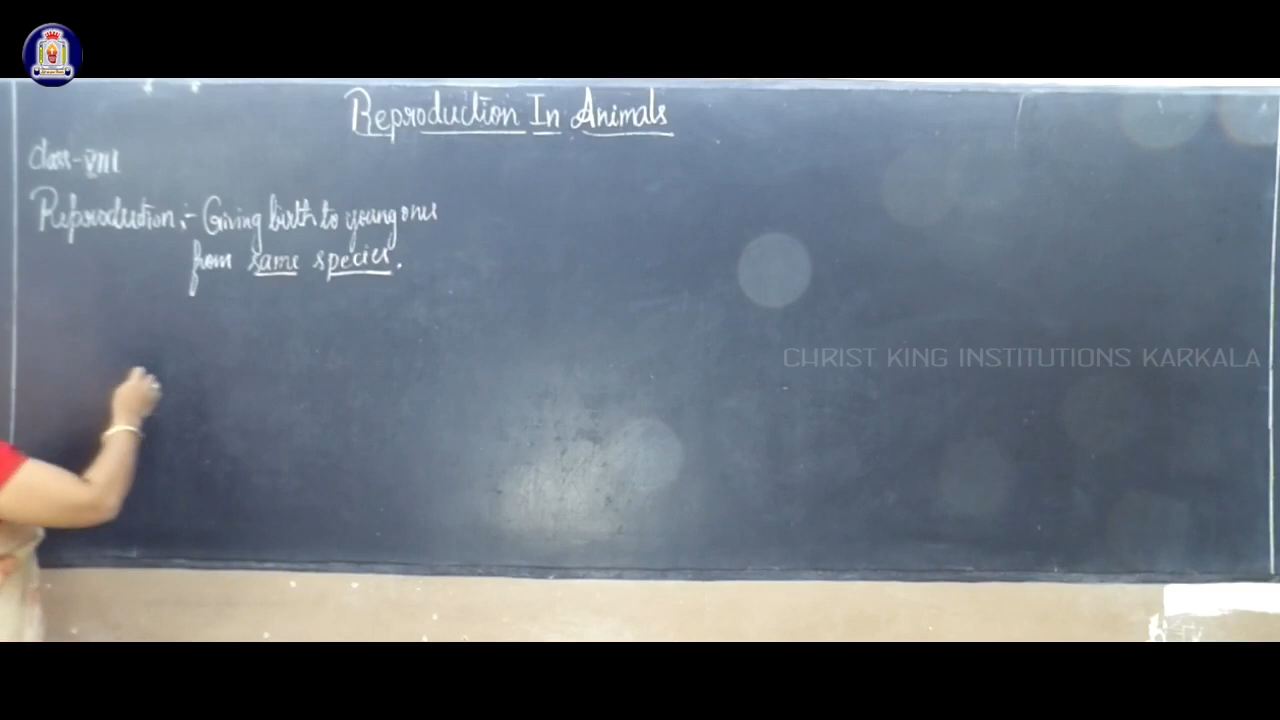 Reproduction In Animals
Class-VIII
Reproduction :- Giving birth to young ones
from same species.
CHRIST KING INSTITUTIONS KARKALA